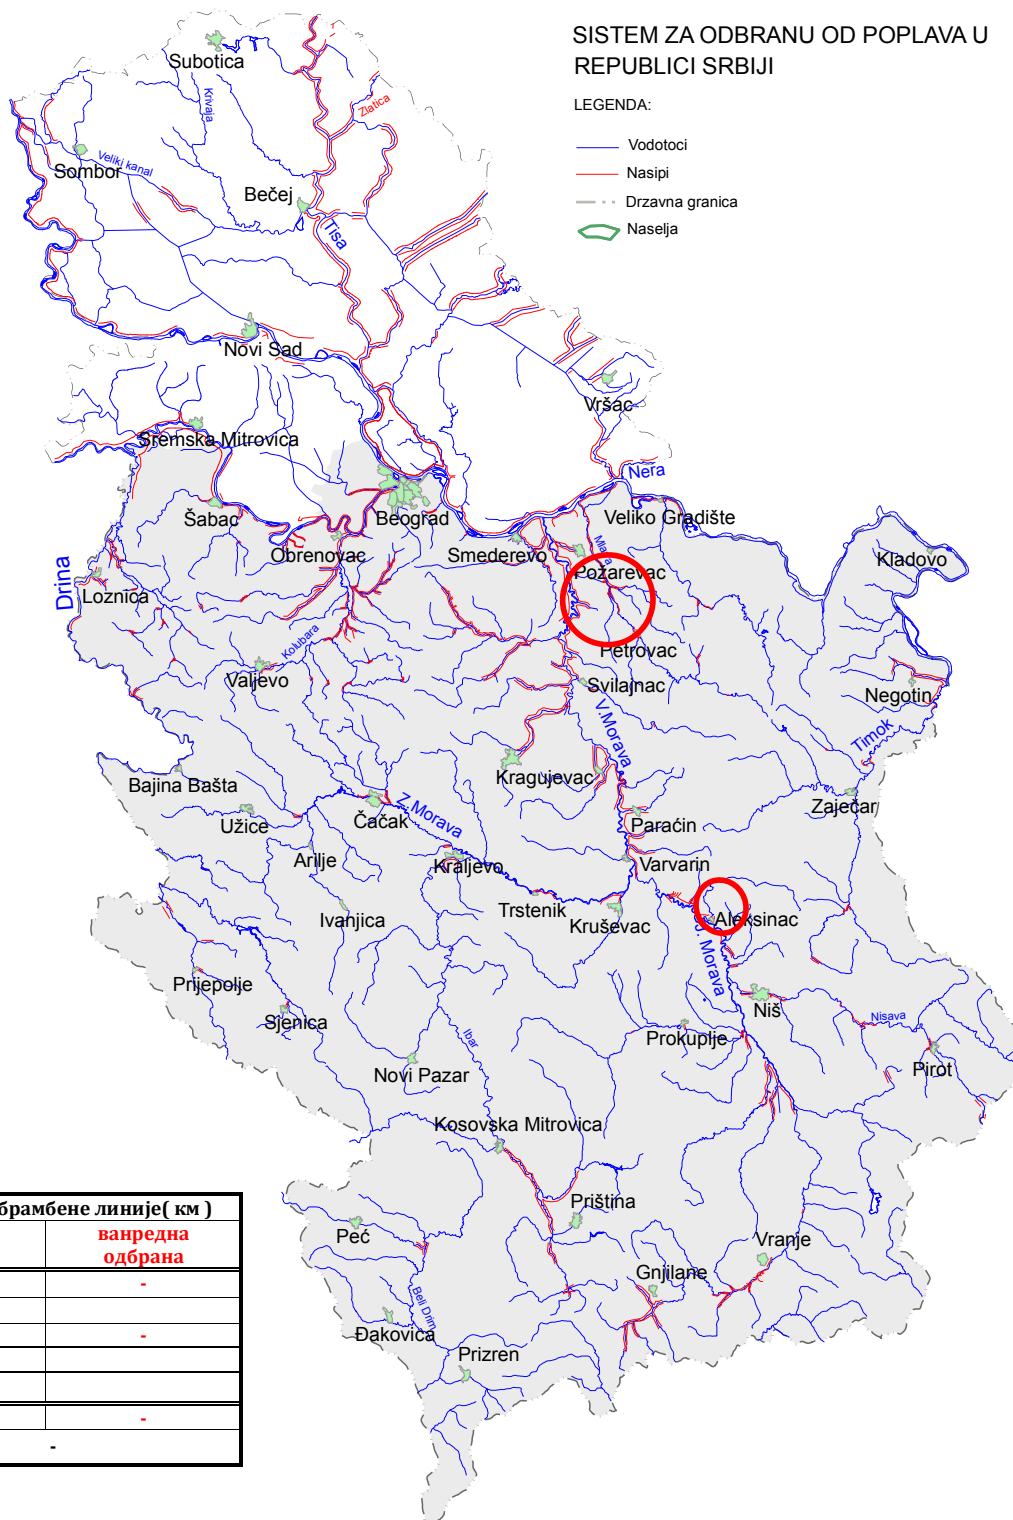 SISTEM ZA ODBRANU OD POPLAVA U
REPUBLICI SRBIJI
LEGENDA:
Vodotoci
Nasipi
Drzavna granica
Naselja
Subotica
Krivaja
Zlatica
Sombor
Veliki kanal
Bečej
Tisa
Novi Sad
Vršac
Sremska Mitrovica
Nera
Šabac
Beograd
Veliko Gradište
Obrenovac
Smederevo
Mlava
Kladovo
Drina
Loznica
Požarevac
Kolubara
Petrovac
Valjevo
Svilajnac
Negotin
V.Morava
Timok
Bajina Bašta
Kragujevac
Zaječar
Užice
Čačak
Z.Morava
Paraćin
Arilje
Kraljevo
Varvarin
Ivanjica
Trstenik
Kruševac
Aleksinac
J. Morava
Prijepolje
Sjenica
Niš
Nisava
Ibar
Prokuplje
Novi Pazar
Pirot
Kosovska Mitrovica
Priština
Peć
Vranje
Gnjilane
Beli Drim
Đakovica
Prizren
брамбене линије( км )
ванредна
одбрана
-
-
-
-